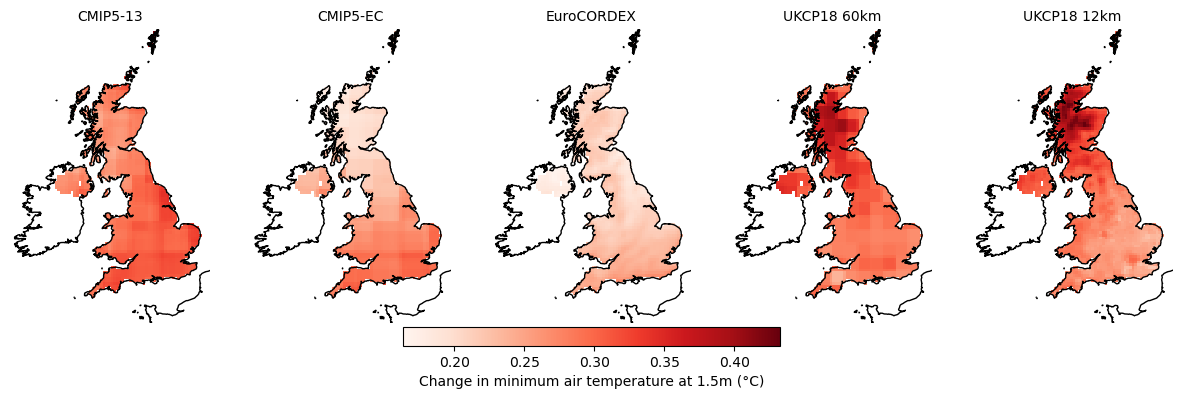 CMIP5-13
CMIP5-EC
EuroCORDEX
UKCP18 60km
UKCP18 12km
0.20
0.25
0.30
0.35
0.40
Change in minimum air temperature at 1.5m (°C)